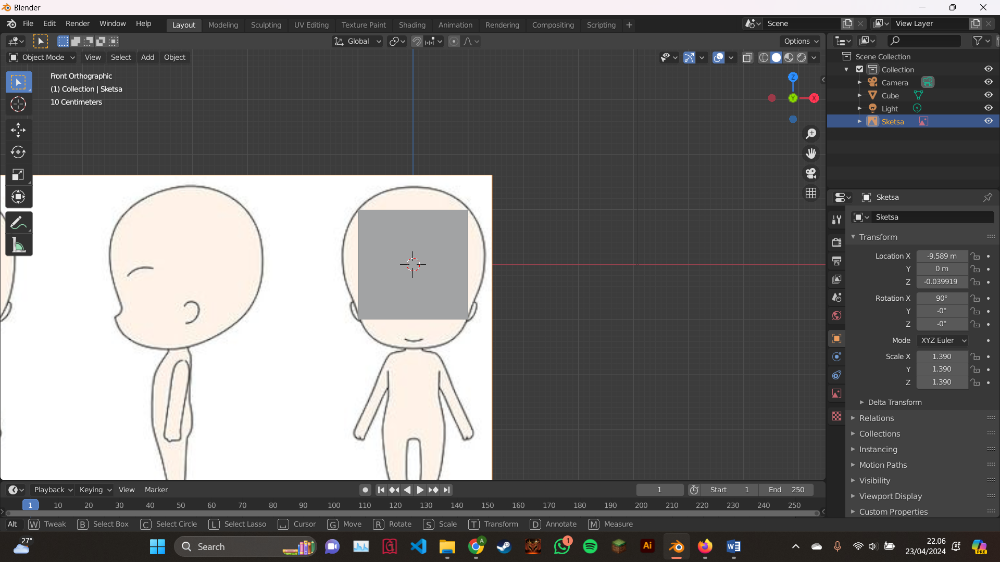 Blender
File Edit Render Window Help
Layout Modeling Sculpting UV Editing Texture Paint Shading Animation Rendering Compositing Scripting +
Scene
View Layer
Global
Options
Object Mode View Select Add Object
Front Orthographic
(1) Collection | Sketsa
10 Centimeters
Z
Y
X
Scene Collection
Collection
Camera
Cube
Light
Sketsa
Sketsa
Sketsa
Transform
Location X -9.589 m
Y 0 m
Z -0.039919
Rotation X 90°
Y -0°
Z -0°
Mode XYZ Euler
Scale X 1.390
Y 1.390
Z 1.390
Delta Transform
Relations
Collections
Instancing
Motion Paths
Visibility
Viewport Display
Custom Properties
Playback Keying View Marker
1 Start 1 End 250
1 10 20 30 40 50 60 70 80 90 100 110 120 130 140 150 160 170 180 190 200 210 220 230 240 250
Alt W Tweak B Select Box C Select Circle L Select Lasso Cursor G Move R Rotate S Scale T Transform D Annotate M Measure
27°
Search
A
1
Ai
W
22.06
23/04/2024
PRE